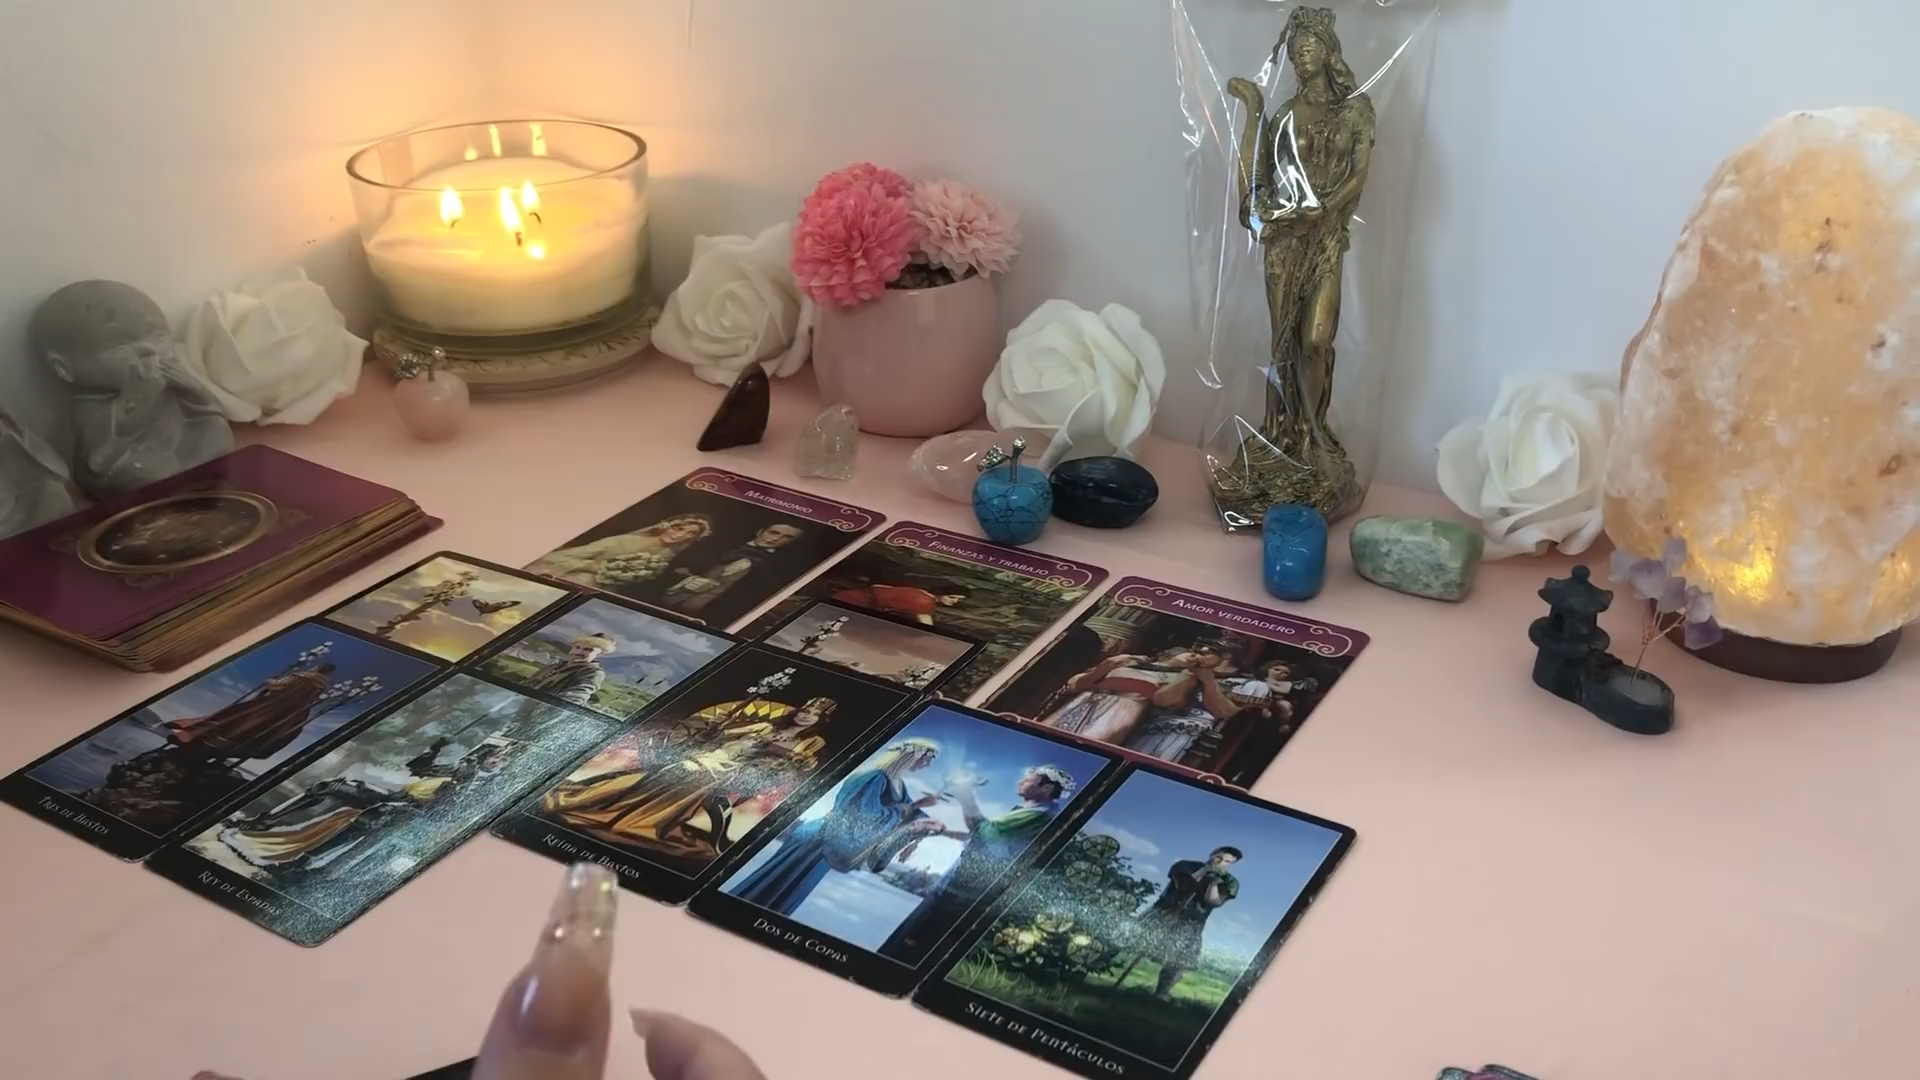 MATRIMONIO
FINANZAS Y TRABAJO
AMOR VERDADERO
TRES DE BASTOS
REY DE ESPADAS
REINA DE BASTOS
DOS DE COPAS
SIETE DE PENTÁCULOS